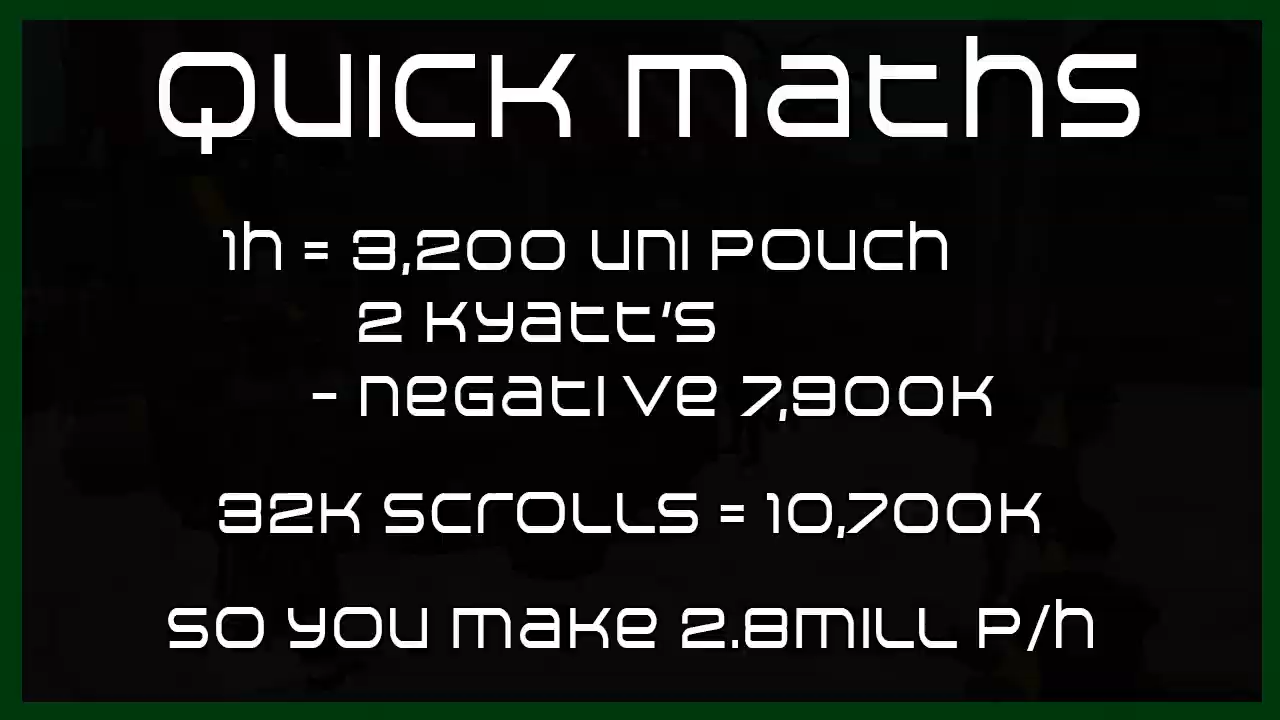 QUICK maths
1h = 3,200 UNI POUCH
2 KYATT'S
- NEGATIVE 7,900K
32K SCROLLS = 10,700K
SO YOU MAKE 2.8MILL P/h